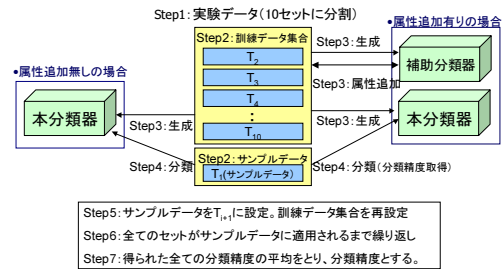 Step1:実験データ(10セットに分割)
•属性追加無しの場合
本分類器
Step2:訓練データ集合
T2
T3
T4
:
T10
Step2:サンプルデータ
T1(サンプルデータ)
•属性追加有りの場合
補助分類器
本分類器
Step3:生成
Step3:属性追加
Step3:生成
Step3:生成
Step4:分類
Step4:分類(分類精度取得)
Step5:サンプルデータをTi+1に設定。訓練データ集合を再設定
Step6:全てのセットがサンプルデータに適用されるまで繰り返し
Step7:得られた全ての分類精度の平均をとり、分類精度とする。